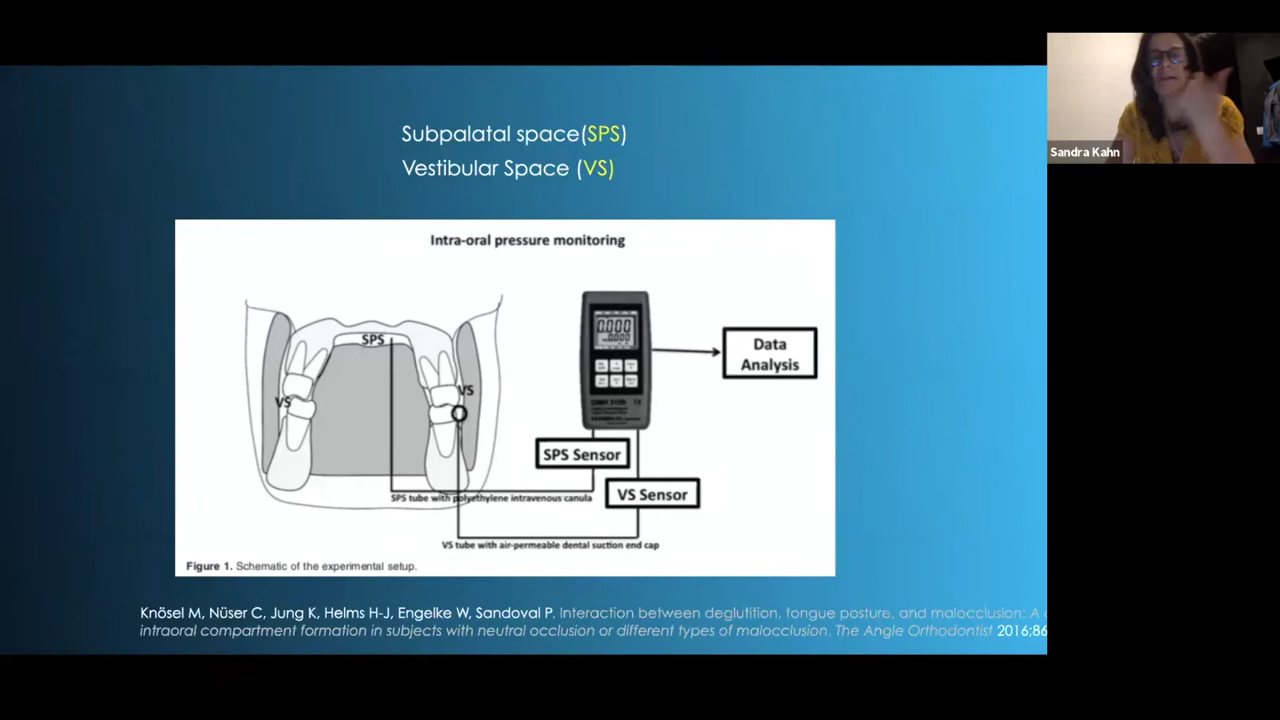 Subpalatal space(SPS)
Vestibular Space (VS)
Sandra Kahn
Intra-oral pressure monitoring
SPS
VS
VS
0.000
Data
Analysis
SPS Sensor
VS Sensor
SPS tube with polyethylene intravenous canula
VS tube with air-permeable dental suction end cap
Figure 1. Schematic of the experimental setup.
Knösel M, Nüser C, Jung K, Helms H-J, Engelke W, Sandoval P. Interaction between deglutition, tongue posture, and malocclusion: A
intraoral compartment formation in subjects with neutral occlusion or different types of malocclusion. The Angle Orthodontist 2016;86